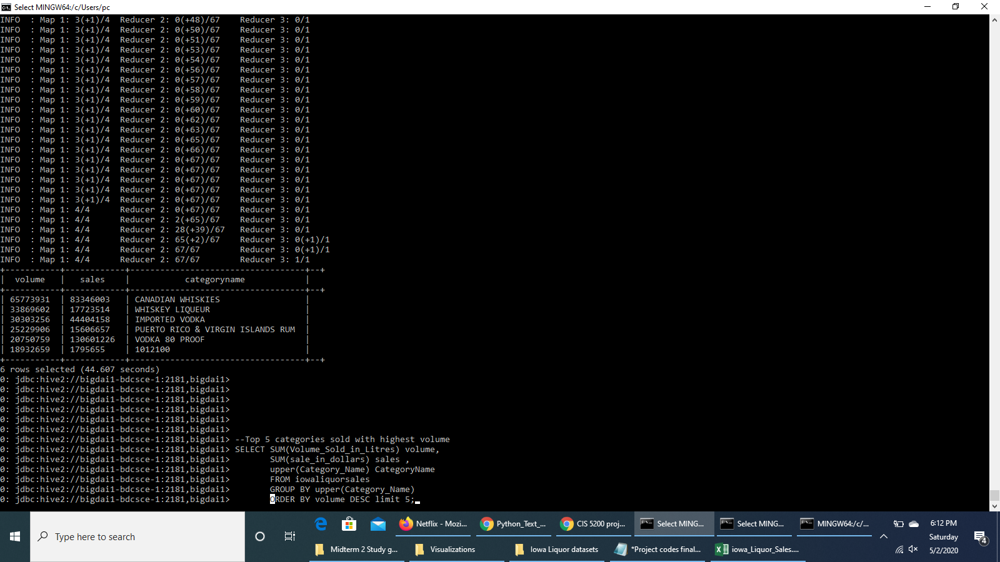 Select MINGW64:/c/Users/pc
INFO  : Map 1: 3(+1)/4  Reducer 2: 0(+48)/67    Reducer 3: 0/1
INFO  : Map 1: 3(+1)/4  Reducer 2: 0(+50)/67    Reducer 3: 0/1
INFO  : Map 1: 3(+1)/4  Reducer 2: 0(+51)/67    Reducer 3: 0/1
INFO  : Map 1: 3(+1)/4  Reducer 2: 0(+53)/67    Reducer 3: 0/1
INFO  : Map 1: 3(+1)/4  Reducer 2: 0(+54)/67    Reducer 3: 0/1
INFO  : Map 1: 3(+1)/4  Reducer 2: 0(+56)/67    Reducer 3: 0/1
INFO  : Map 1: 3(+1)/4  Reducer 2: 0(+57)/67    Reducer 3: 0/1
INFO  : Map 1: 3(+1)/4  Reducer 2: 0(+58)/67    Reducer 3: 0/1
INFO  : Map 1: 3(+1)/4  Reducer 2: 0(+59)/67    Reducer 3: 0/1
INFO  : Map 1: 3(+1)/4  Reducer 2: 0(+60)/67    Reducer 3: 0/1
INFO  : Map 1: 3(+1)/4  Reducer 2: 0(+62)/67    Reducer 3: 0/1
INFO  : Map 1: 3(+1)/4  Reducer 2: 0(+63)/67    Reducer 3: 0/1
INFO  : Map 1: 3(+1)/4  Reducer 2: 0(+65)/67    Reducer 3: 0/1
INFO  : Map 1: 3(+1)/4  Reducer 2: 0(+66)/67    Reducer 3: 0/1
INFO  : Map 1: 3(+1)/4  Reducer 2: 0(+67)/67    Reducer 3: 0/1
INFO  : Map 1: 3(+1)/4  Reducer 2: 0(+67)/67    Reducer 3: 0/1
INFO  : Map 1: 3(+1)/4  Reducer 2: 0(+67)/67    Reducer 3: 0/1
INFO  : Map 1: 3(+1)/4  Reducer 2: 0(+67)/67    Reducer 3: 0/1
INFO  : Map 1: 3(+1)/4  Reducer 2: 0(+67)/67    Reducer 3: 0/1
INFO  : Map 1: 4/4      Reducer 2: 0(+67)/67    Reducer 3: 0/1
INFO  : Map 1: 4/4      Reducer 2: 2(+65)/67    Reducer 3: 0/1
INFO  : Map 1: 4/4      Reducer 2: 28(+39)/67   Reducer 3: 0/1
INFO  : Map 1: 4/4      Reducer 2: 65(+2)/67    Reducer 3: 0(+1)/1
INFO  : Map 1: 4/4      Reducer 2: 67/67        Reducer 3: 0(+1)/1
INFO  : Map 1: 4/4      Reducer 2: 67/67        Reducer 3: 1/1
+-----------+------------+-----------------------------------+--+
|  volume   |   sales    |           categoryname            |
+-----------+------------+-----------------------------------+--+
| 65773931  | 83346003   | CANADIAN WHISKIES                 |
| 33869602  | 17723514   | WHISKEY LIQUEUR                   |
| 30303256  | 44404158   | IMPORTED VODKA                    |
| 25229906  | 15606657   | PUERTO RICO & VIRGIN ISLANDS RUM  |
| 20750759  | 130601226  | VODKA 80 PROOF                    |
| 18932659  | 1795655    | 1012100                           |
+-----------+------------+-----------------------------------+--+
6 rows selected (44.607 seconds)
0: jdbc:hive2://bigdai1-bdcsce-1:2181,bigdai1>
0: jdbc:hive2://bigdai1-bdcsce-1:2181,bigdai1>
0: jdbc:hive2://bigdai1-bdcsce-1:2181,bigdai1>
0: jdbc:hive2://bigdai1-bdcsce-1:2181,bigdai1>
0: jdbc:hive2://bigdai1-bdcsce-1:2181,bigdai1>
0: jdbc:hive2://bigdai1-bdcsce-1:2181,bigdai1>
0: jdbc:hive2://bigdai1-bdcsce-1:2181,bigdai1> --Top 5 categories sold with highest volume
0: jdbc:hive2://bigdai1-bdcsce-1:2181,bigdai1> SELECT SUM(Volume_Sold_in_Litres) volume,
0: jdbc:hive2://bigdai1-bdcsce-1:2181,bigdai1>        SUM(sale_in_dollars) sales ,
0: jdbc:hive2://bigdai1-bdcsce-1:2181,bigdai1>        upper(Category_Name) CategoryName
0: jdbc:hive2://bigdai1-bdcsce-1:2181,bigdai1>        FROM iowaliquorsales
0: jdbc:hive2://bigdai1-bdcsce-1:2181,bigdai1>        GROUP BY upper(Category_Name)
0: jdbc:hive2://bigdai1-bdcsce-1:2181,bigdai1>        ORDER BY volume DESC limit 5;
Type here to search
Netflix - Mozi...
Python_Text_...
CIS 5200 proj...
Select MING...
Select MING...
MINGW64:/c/...
Midterm 2 Study g...
Visualizations
Iowa Liquor datasets
*Project codes final...
iowa_Liquor_Sales....
6:12 PM
Saturday
5/2/2020
4